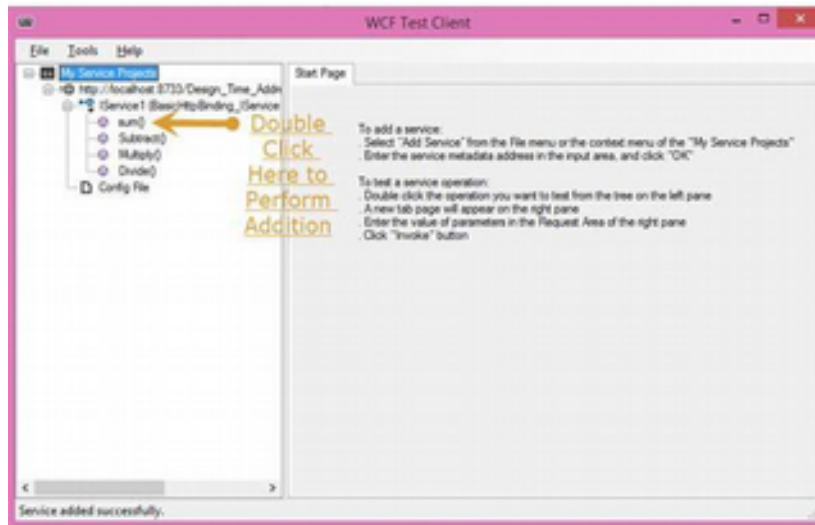 WCF Test Client
File Tools Help
My Service Projects
http://localhost:8733/Design_Time_Addr
IService1 (BasicHttpBinding_IService
sum()
Subtract()
Multiply()
Divide()
Config File
Double
Click
Here to
Perform
Addition
Start Page
To add a service:
. Select "Add Service" from the File menu or the context menu of the "My Service Projects"
. Enter the service metadata address in the input area, and click "OK"
To test a service operation:
. Double click the operation you want to test from the tree on the left pane
. A new tab page will appear on the right pane
. Enter the value of parameters in the Request Area of the right pane
. Click "Invoke" button
Service added successfully.